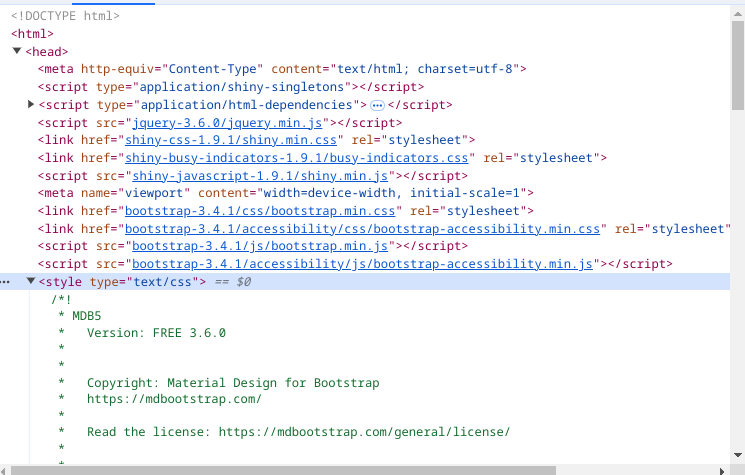 <!DOCTYPE html>
<html>
<head>
<meta http-equiv="Content-Type" content="text/html; charset=utf-8">
<script type="application/shiny-singletons"></script>
<script type="application/html-dependencies"> ⋯ </script>
<script src="jquery-3.6.0/jquery.min.js"></script>
<link href="shiny-css-1.9.1/shiny.min.css" rel="stylesheet">
<link href="shiny-busy-indicators-1.9.1/busy-indicators.css" rel="stylesheet">
<script src="shiny-javascript-1.9.1/shiny.min.js"></script>
<meta name="viewport" content="width=device-width, initial-scale=1">
<link href="bootstrap-3.4.1/css/bootstrap.min.css" rel="stylesheet">
<link href="bootstrap-3.4.1/accessibility/css/bootstrap-accessibility.min.css" rel="stylesheet"
<script src="bootstrap-3.4.1/js/bootstrap.min.js"></script>
<script src="bootstrap-3.4.1/accessibility/js/bootstrap-accessibility.min.js"></script>
<style type="text/css"> == $0
/*!
* MDB5
*   Version: FREE 3.6.0
*
*
*   Copyright: Material Design for Bootstrap
*   https://mdbootstrap.com/
*
*   Read the license: https://mdbootstrap.com/general/license/
*
*